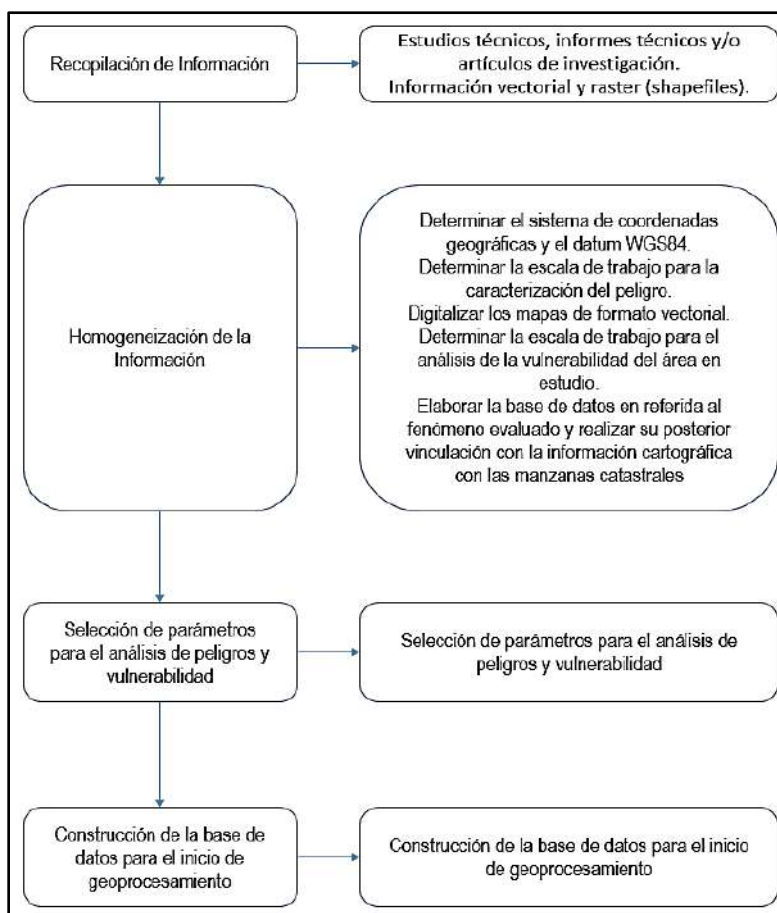 Recopilación de Información
Estudios técnicos, informes técnicos y/o
artículos de investigación.
Información vectorial y raster (shapefiles).
Homogeneización de la
Información
Determinar el sistema de coordenadas
geográficas y el datum WGS84.
Determinar la escala de trabajo para la
caracterización del peligro.
Digitalizar los mapas de formato vectorial.
Determinar la escala de trabajo para el
análisis de la vulnerabilidad del área en
estudio.
Elaborar la base de datos en referida al
fenómeno evaluado y realizar su posterior
vinculación con la información cartográfica
con las manzanas catastrales
Selección de parámetros
para el análisis de peligros y
vulnerabilidad
Selección de parámetros para el análisis de
peligros y vulnerabilidad
Construcción de la base de
datos para el inicio de
geoprocesamiento
Construcción de la base de datos para el inicio
de geoprocesamiento